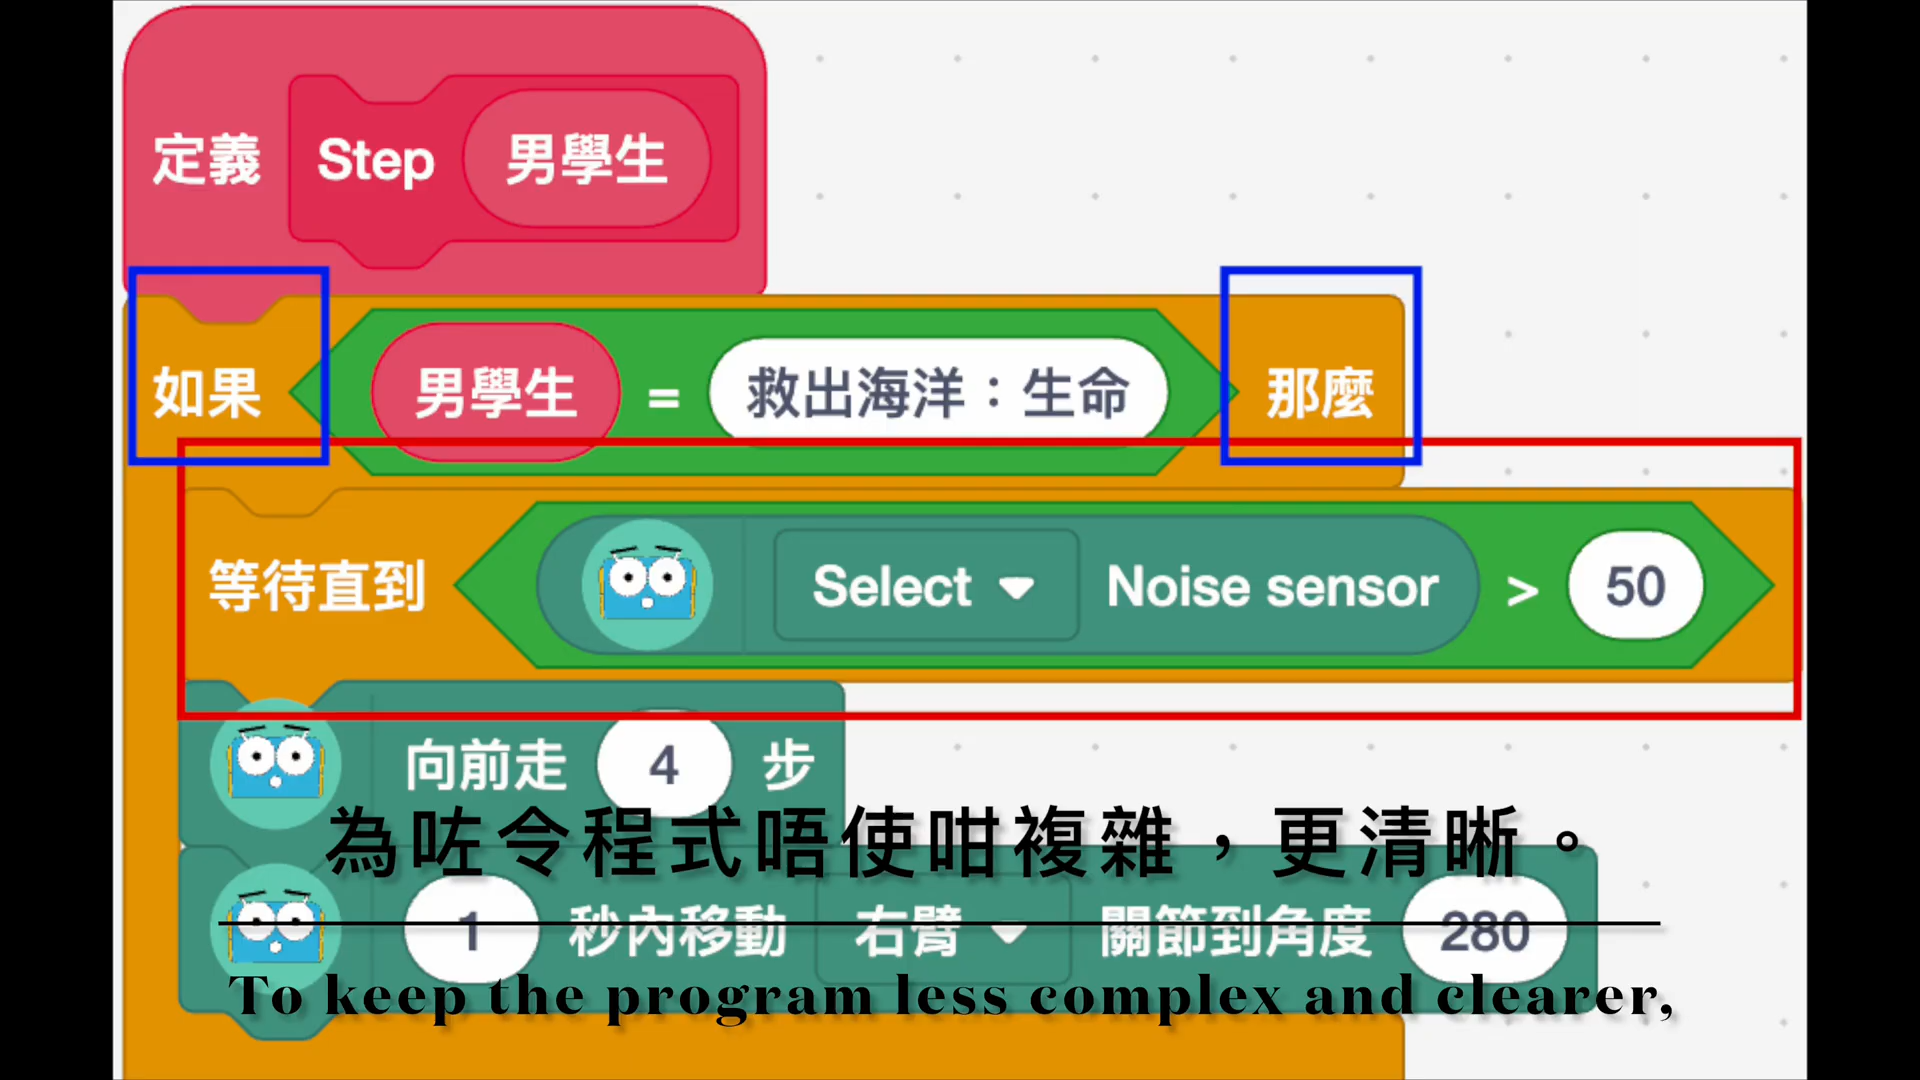 定義 Step 男學生
如果 男學生 = 救出海洋：生命 那麼
等待直到 Select Noise sensor > 50
向前走 4 步
為咗令程式唔使咁複雜，更清晰。
1 秒內移動 右臂 關節到角度 280
To keep the program less complex and clearer,